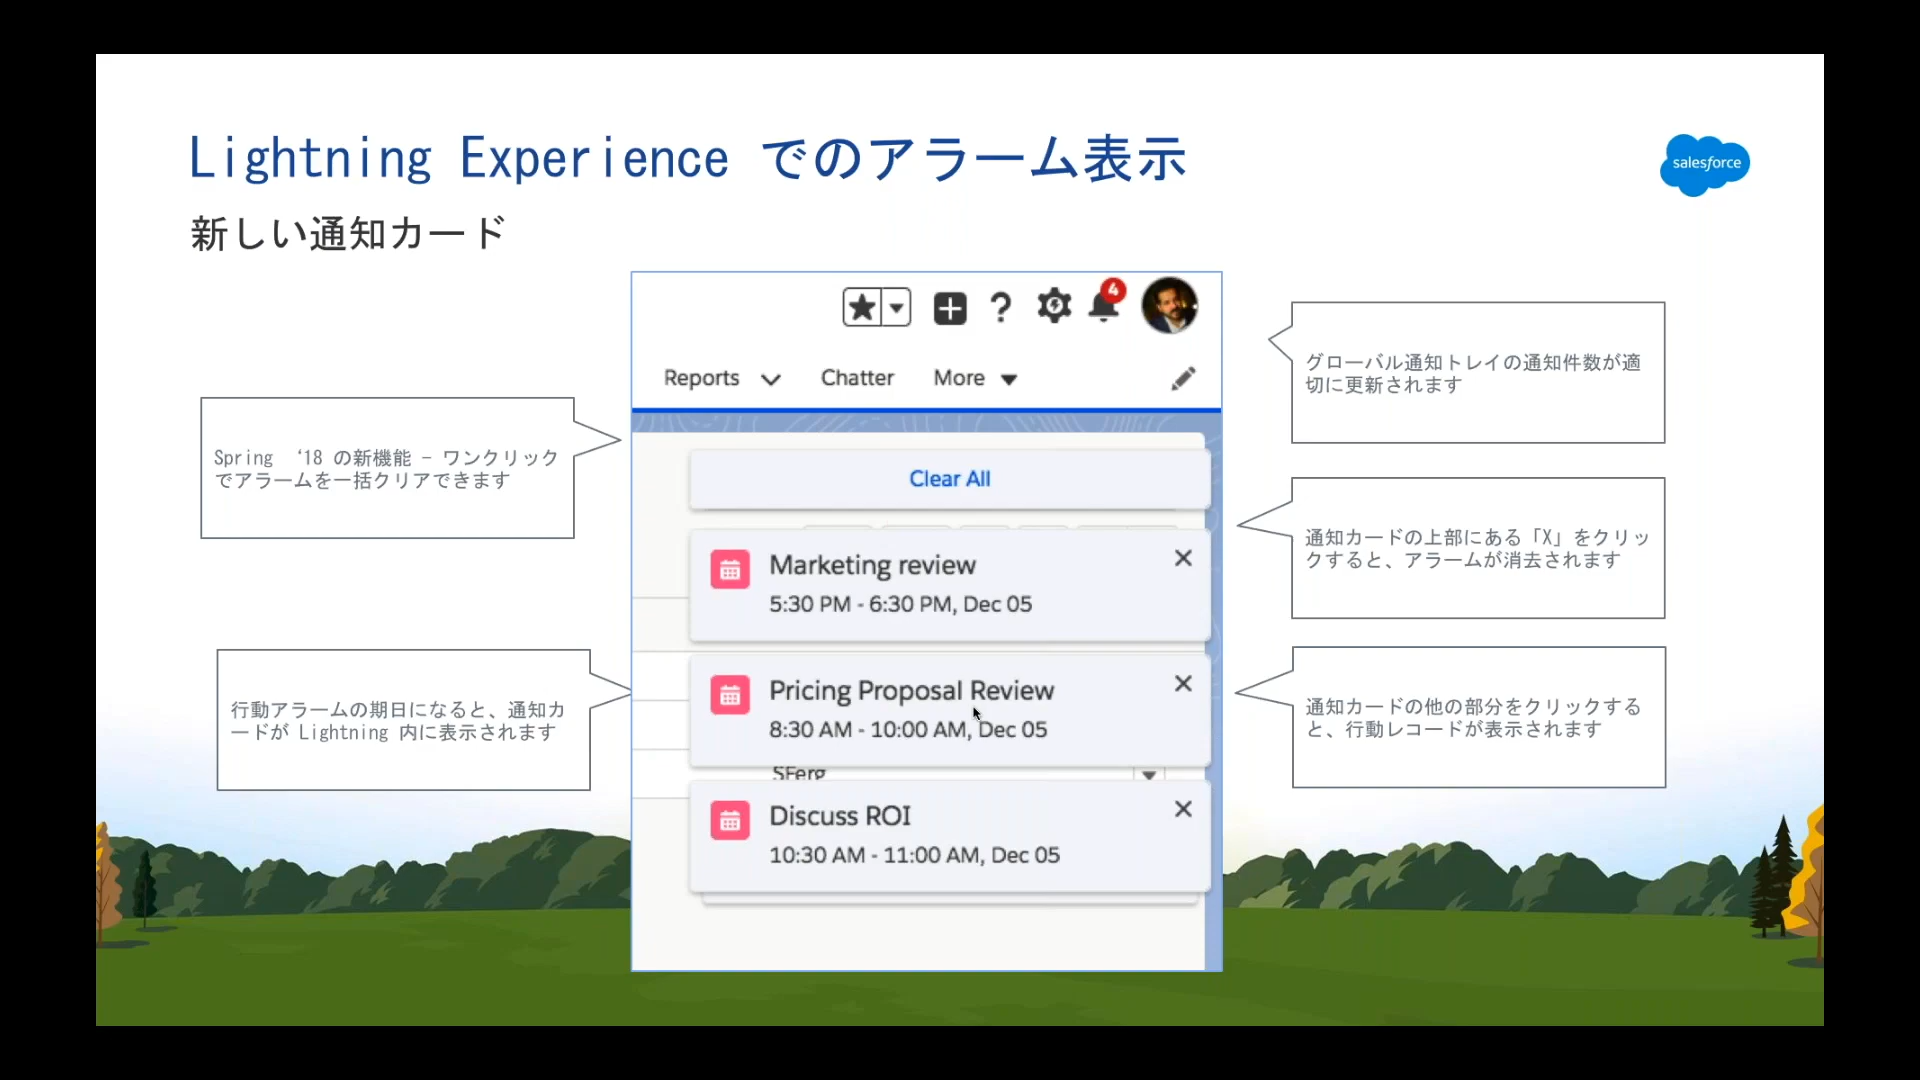 Lightning Experience でのアラーム表示
salesforce
新しい通知カード
4
Reports
Chatter
More
グローバル通知トレイの通知件数が適
切に更新されます
Spring ‘18 の新機能 – ワンクリック
でアラームを一括クリアできます
Clear All
通知カードの上部にある「X」をクリッ
クすると、アラームが消去されます
Marketing review
5:30 PM - 6:30 PM, Dec 05
行動アラームの期日になると、通知カ
ードが Lightning 内に表示されます
Pricing Proposal Review
8:30 AM - 10:00 AM, Dec 05
通知カードの他の部分をクリックする
と、行動レコードが表示されます
SFerg
Discuss ROI
10:30 AM - 11:00 AM, Dec 05